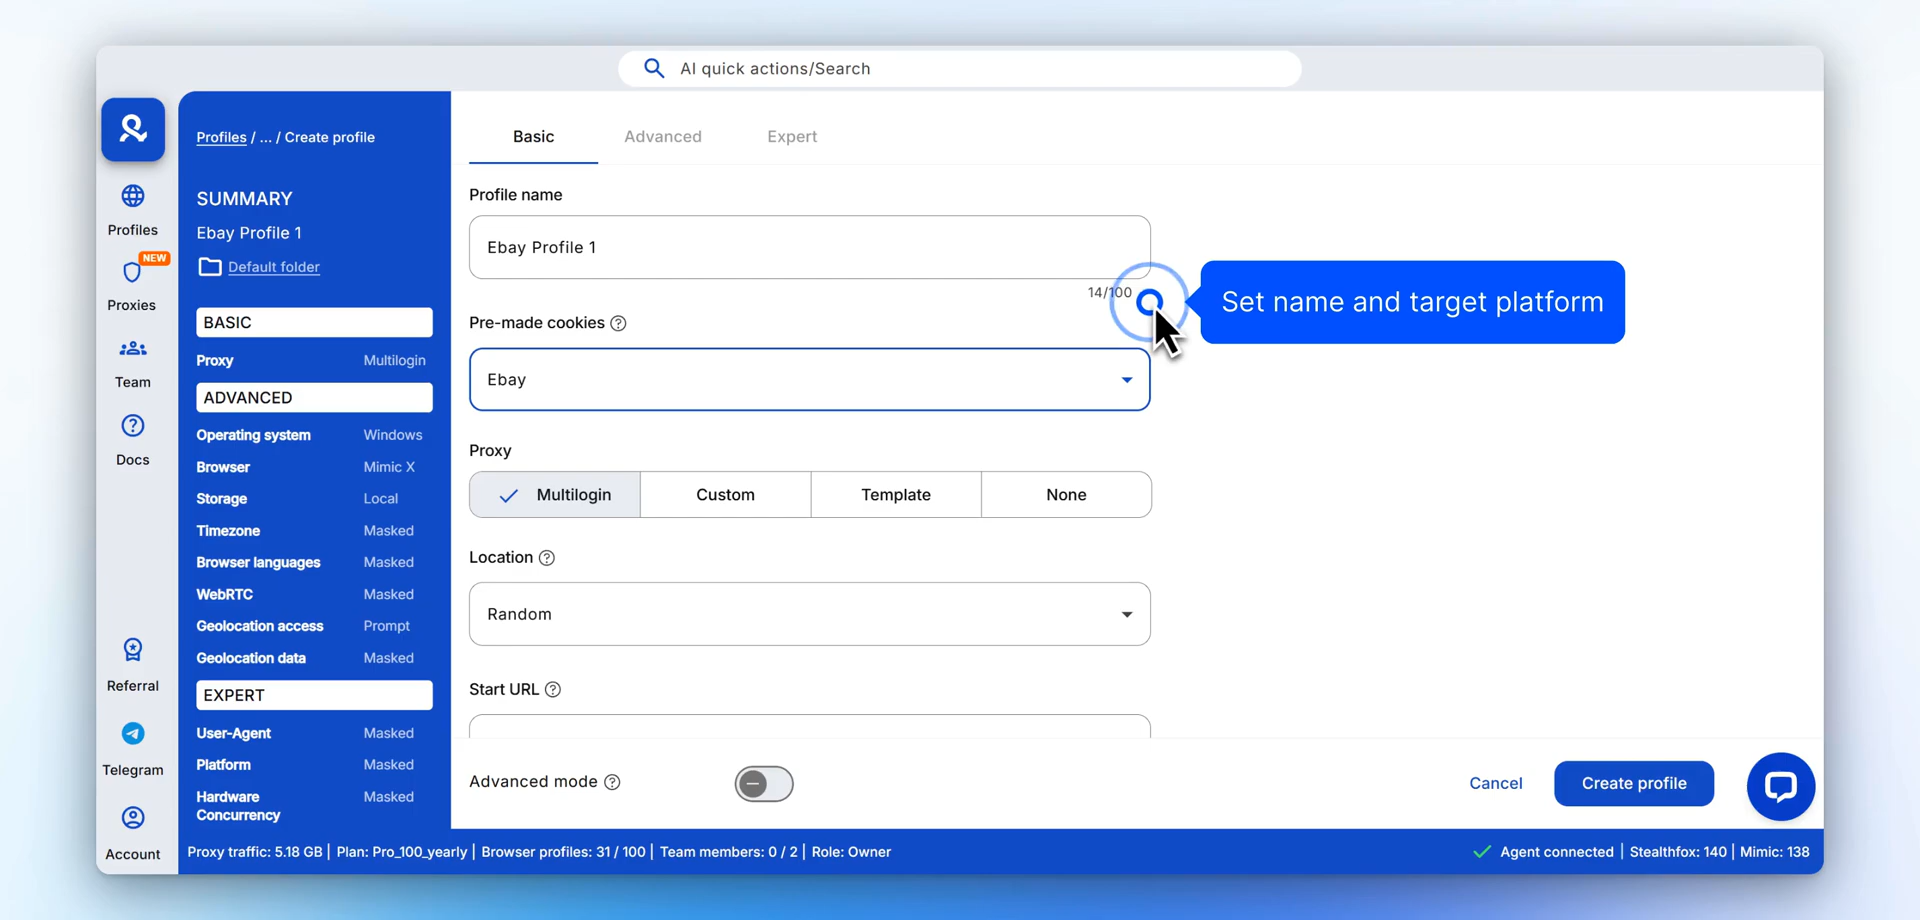 AI quick actions/Search
Profiles / ... / Create profile
SUMMARY
Ebay Profile 1
Default folder
BASIC
Proxy Multilogin
ADVANCED
Operating system Windows
Browser Mimic X
Storage Local
Timezone Masked
Browser languages Masked
WebRTC Masked
Geolocation access Prompt
Geolocation data Masked
EXPERT
User-Agent Masked
Platform Masked
Hardware Concurrency Masked
Profiles
NEW
Proxies
Team
Docs
Referral
Telegram
Account
Basic Advanced Expert
Profile name
Ebay Profile 1
14/100
Set name and target platform
Pre-made cookies
Ebay
Proxy
Multilogin Custom Template None
Location
Random
Start URL
Advanced mode
Cancel Create profile
Proxy traffic: 5.18 GB | Plan: Pro_100_yearly | Browser profiles: 31 / 100 | Team members: 0 / 2 | Role: Owner
Agent connected | Stealthfox: 140 | Mimic: 138